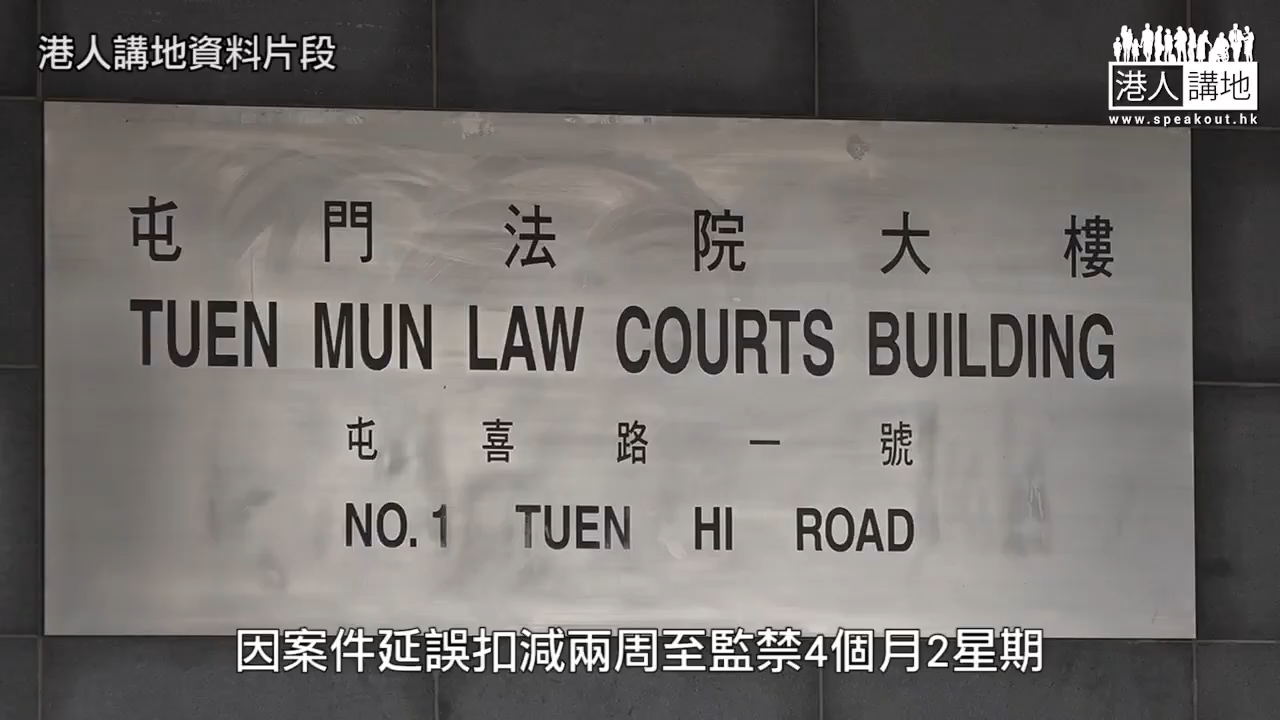 港人講地資料片段
港人講地
www.speakout.hk
屯門法院大樓
TUEN MUN LAW COURTS BUILDING
屯喜路一號
NO. 1 TUEN HI ROAD
因案件延誤扣減兩周至監禁4個月2星期